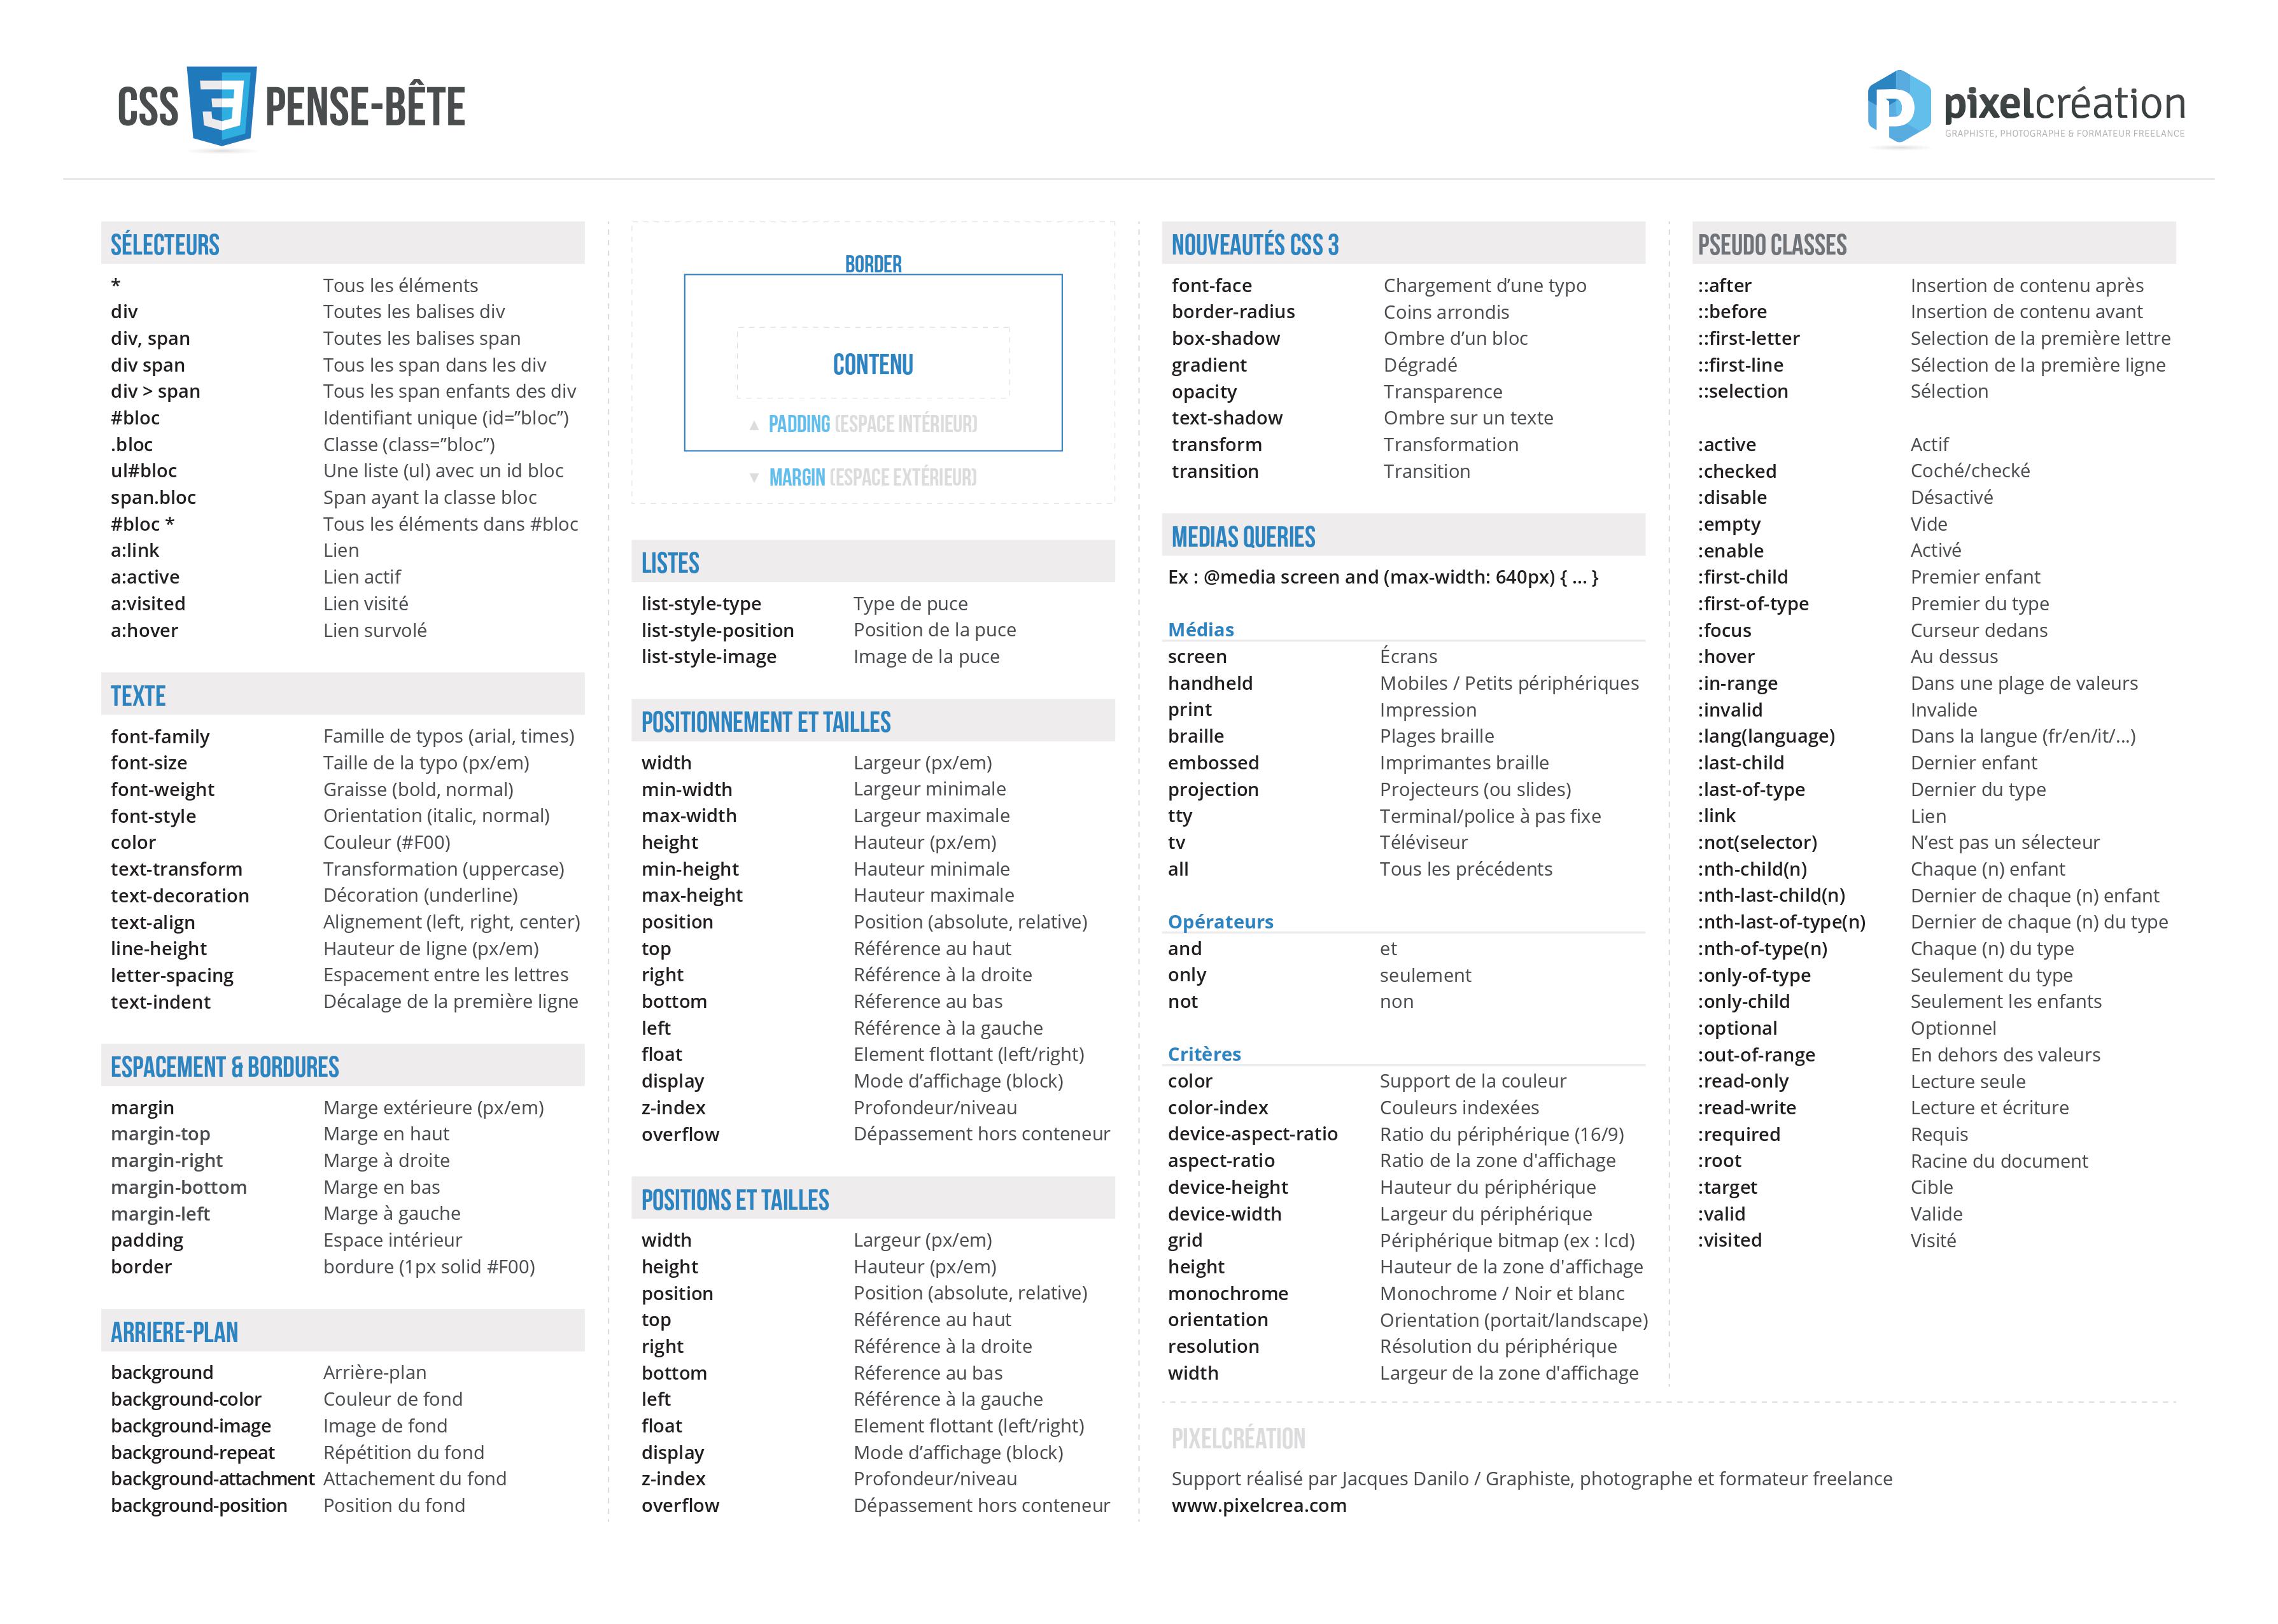 CSS 3 PENSE-BÊTE
pixelcréation
GRAPHISTE, PHOTOGRAPHE & FORMATEUR FREELANCE
SÉLECTEURS
* Tous les éléments
div Toutes les balises div
div, span Toutes les balises span
div span Tous les span dans les div
div > span Tous les span enfants des div
#bloc Identifiant unique (id=”bloc”)
.bloc Classe (class=”bloc”)
ul#bloc Une liste (ul) avec un id bloc
span.bloc Span ayant la classe bloc
#bloc * Tous les éléments dans #bloc
a:link Lien
a:active Lien actif
a:visited Lien visité
a:hover Lien survolé
TEXTE
font-family Famille de typos (arial, times)
font-size Taille de la typo (px/em)
font-weight Graisse (bold, normal)
font-style Orientation (italic, normal)
color Couleur (#F00)
text-transform Transformation (uppercase)
text-decoration Décoration (underline)
text-align Alignement (left, right, center)
line-height Hauteur de ligne (px/em)
letter-spacing Espacement entre les lettres
text-indent Décalage de la première ligne
ESPACEMENT & BORDURES
margin Marge extérieure (px/em)
margin-top Marge en haut
margin-right Marge à droite
margin-bottom Marge en bas
margin-left Marge à gauche
padding Espace intérieur
border bordure (1px solid #F00)
ARRIERE-PLAN
background Arrière-plan
background-color Couleur de fond
background-image Image de fond
background-repeat Répétition du fond
background-attachment Attachement du fond
background-position Position du fond
BORDER
CONTENU
▲ PADDING (ESPACE INTÉRIEUR)
▼ MARGIN (ESPACE EXTÉRIEUR)
LISTES
list-style-type Type de puce
list-style-position Position de la puce
list-style-image Image de la puce
POSITIONNEMENT ET TAILLES
width Largeur (px/em)
min-width Largeur minimale
max-width Largeur maximale
height Hauteur (px/em)
min-height Hauteur minimale
max-height Hauteur maximale
position Position (absolute, relative)
top Référence au haut
right Référence à la droite
bottom Réference au bas
left Référence à la gauche
float Element flottant (left/right)
display Mode d’affichage (block)
z-index Profondeur/niveau
overflow Dépassement hors conteneur
POSITIONS ET TAILLES
width Largeur (px/em)
height Hauteur (px/em)
position Position (absolute, relative)
top Référence au haut
right Référence à la droite
bottom Réference au bas
left Référence à la gauche
float Element flottant (left/right)
display Mode d’affichage (block)
z-index Profondeur/niveau
overflow Dépassement hors conteneur
NOUVEAUTÉS CSS 3
font-face Chargement d’une typo
border-radius Coins arrondis
box-shadow Ombre d’un bloc
gradient Dégradé
opacity Transparence
text-shadow Ombre sur un texte
transform Transformation
transition Transition
MEDIAS QUERIES
Ex : @media screen and (max-width: 640px) { ... }
Médias
screen Écrans
handheld Mobiles / Petits périphériques
print Impression
braille Plages braille
embossed Imprimantes braille
projection Projecteurs (ou slides)
tty Terminal/police à pas fixe
tv Téléviseur
all Tous les précédents
Opérateurs
and et
only seulement
not non
Critères
color Support de la couleur
color-index Couleurs indexées
device-aspect-ratio Ratio du périphérique (16/9)
aspect-ratio Ratio de la zone d'affichage
device-height Hauteur du périphérique
device-width Largeur du périphérique
grid Périphérique bitmap (ex : lcd)
height Hauteur de la zone d'affichage
monochrome Monochrome / Noir et blanc
orientation Orientation (portait/landscape)
resolution Résolution du périphérique
width Largeur de la zone d'affichage
PSEUDO CLASSES
::after Insertion de contenu après
::before Insertion de contenu avant
::first-letter Selection de la première lettre
::first-line Sélection de la première ligne
::selection Sélection
:active Actif
:checked Coché/checké
:disable Désactivé
:empty Vide
:enable Activé
:first-child Premier enfant
:first-of-type Premier du type
:focus Curseur dedans
:hover Au dessus
:in-range Dans une plage de valeurs
:invalid Invalide
:lang(language) Dans la langue (fr/en/it/...)
:last-child Dernier enfant
:last-of-type Dernier du type
:link Lien
:not(selector) N’est pas un sélecteur
:nth-child(n) Chaque (n) enfant
:nth-last-child(n) Dernier de chaque (n) enfant
:nth-last-of-type(n) Dernier de chaque (n) du type
:nth-of-type(n) Chaque (n) du type
:only-of-type Seulement du type
:only-child Seulement les enfants
:optional Optionnel
:out-of-range En dehors des valeurs
:read-only Lecture seule
:read-write Lecture et écriture
:required Requis
:root Racine du document
:target Cible
:valid Valide
:visited Visité
PIXELCRÉATION
Support réalisé par Jacques Danilo / Graphiste, photographe et formateur freelance
www.pixelcrea.com